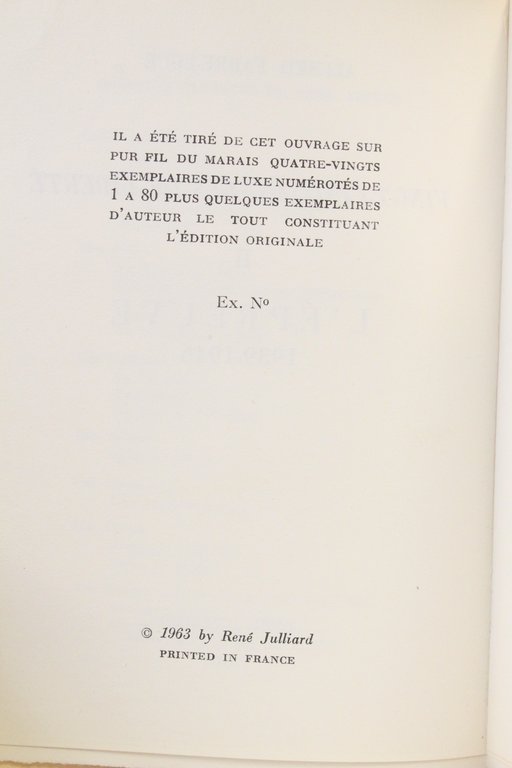 IL A ÉTÉ TIRÉ DE CET OUVRAGE SUR
PUR FIL DU MARAIS QUATRE-VINGTS
EXEMPLAIRES DE LUXE NUMÉROTÉS DE
1 A 80 PLUS QUELQUES EXEMPLAIRES
D'AUTEUR LE TOUT CONSTITUANT
L'ÉDITION ORIGINALE
Ex. Nº
© 1963 by René Julliard
PRINTED IN FRANCE